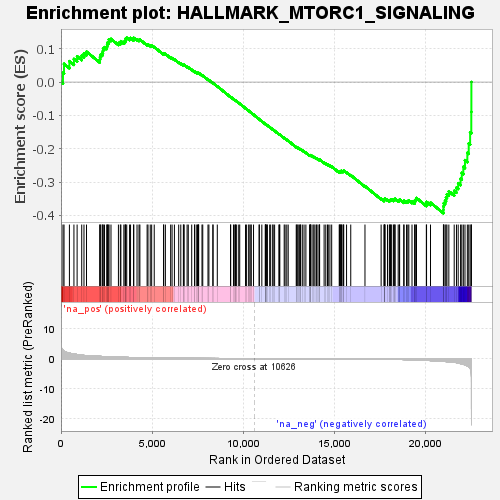 Enrichment plot: HALLMARK_MTORC1_SIGNALING
Enrichment score (ES)
0.1
0.0
-0.1
-0.2
-0.3
-0.4
'na_pos' (positively correlated)
Ranked list metric (PreRanked)
10
0
-10
-20
Zero cross at 10626
'na_neg' (negatively correlated)
0
5,000
10,000
15,000
20,000
Rank in Ordered Dataset
Enrichment profile
Hits
Ranking metric scores